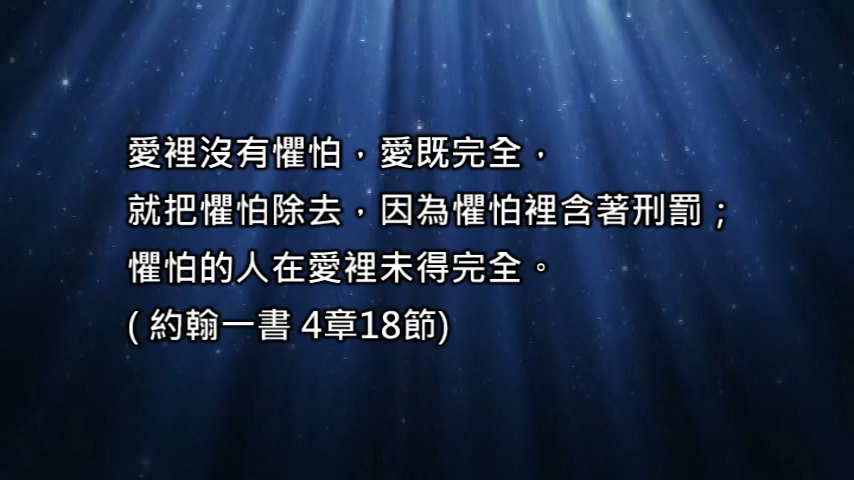 愛裡沒有懼怕，愛既完全，
就把懼怕除去，因為懼怕裡含著刑罰；
懼怕的人在愛裡未得完全。
( 約翰一書 4章18節)